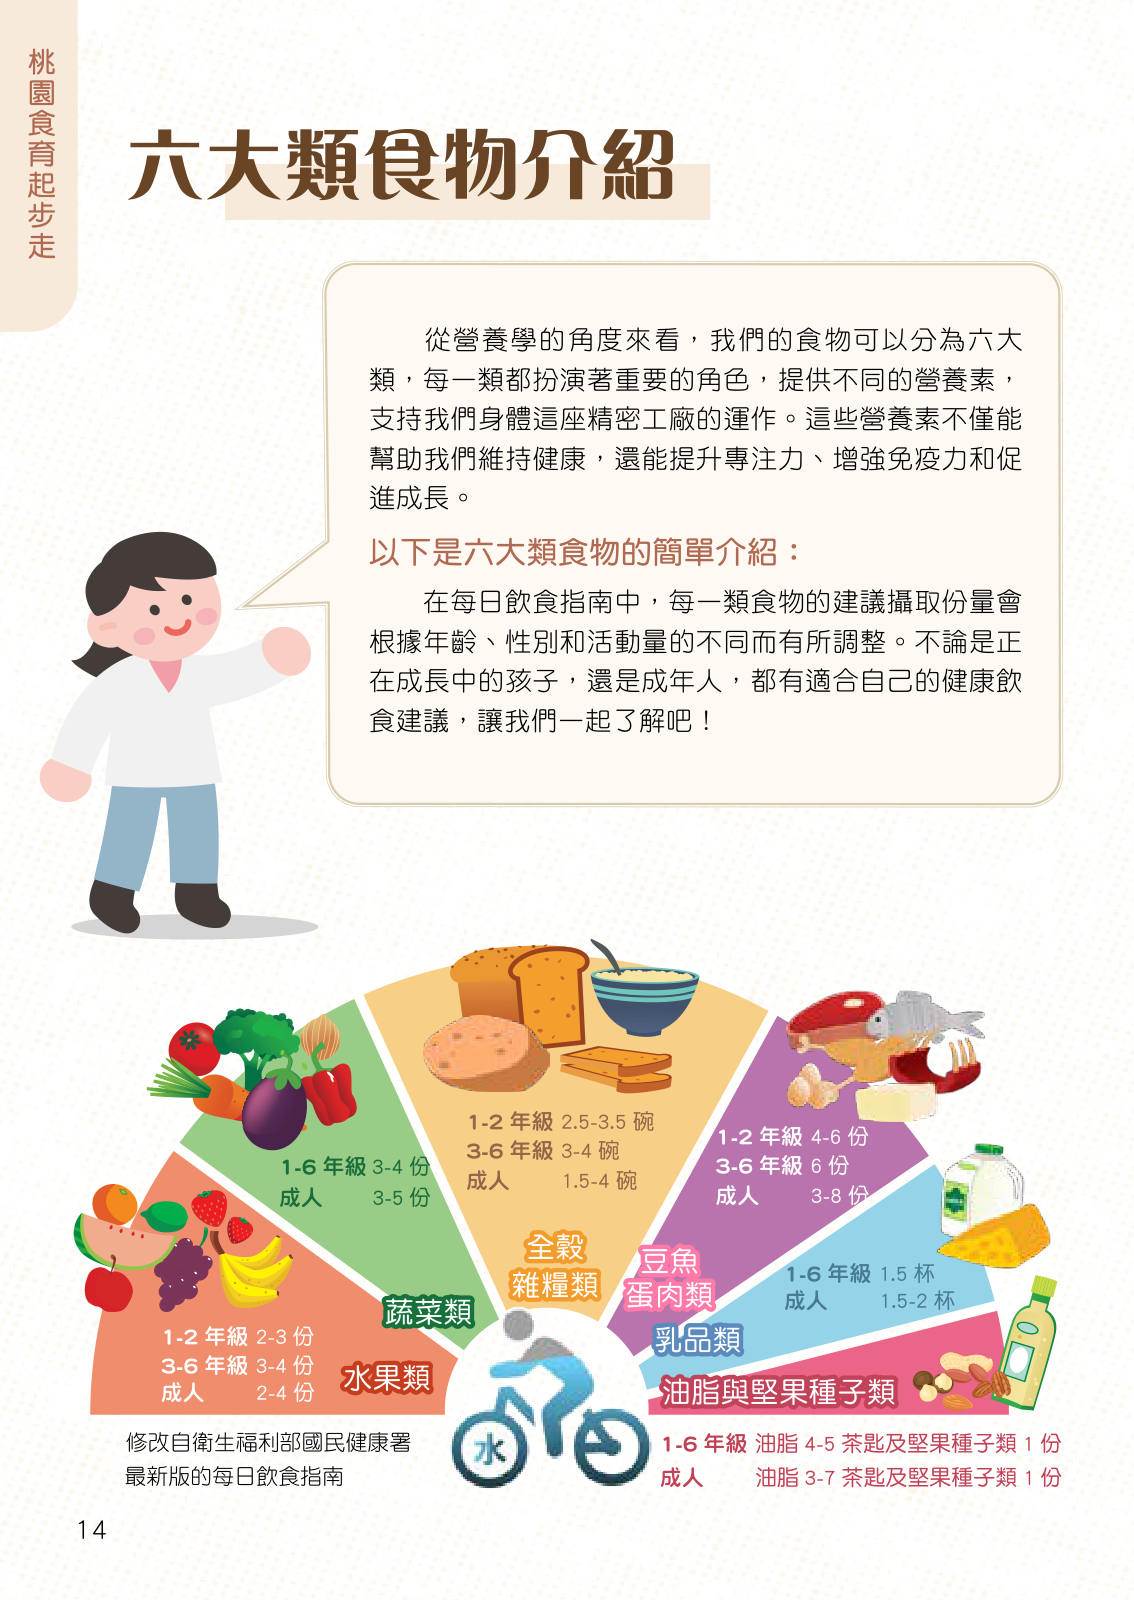 桃園食育起步走
六大類食物介紹
從營養學的角度來看，我們的食物可以分為六大
類，每一類都扮演著重要的角色，提供不同的營養素，
支持我們身體這座精密工廠的運作。這些營養素不僅能
幫助我們維持健康，還能提升專注力、增強免疫力和促
進成長。
以下是六大類食物的簡單介紹：
在每日飲食指南中，每一類食物的建議攝取份量會
根據年齡、性別和活動量的不同而有所調整。不論是正
在成長中的孩子，還是成年人，都有適合自己的健康飲
食建議，讓我們一起了解吧！
1-2 年級 2-3 份
3-6 年級 3-4 份
成人 2-4 份
水果類
1-6 年級 3-4 份
成人 3-5 份
蔬菜類
1-2 年級 2.5-3.5 碗
3-6 年級 3-4 碗
成人 1.5-4 碗
全穀
雜糧類
1-2 年級 4-6 份
3-6 年級 6 份
成人 3-8 份
豆魚
蛋肉類
1-6 年級 1.5 杯
成人 1.5-2 杯
乳品類
油脂與堅果種子類
1-6 年級 油脂 4-5 茶匙及堅果種子類 1 份
成人 油脂 3-7 茶匙及堅果種子類 1 份
水
修改自衛生福利部國民健康署
最新版的每日飲食指南
14